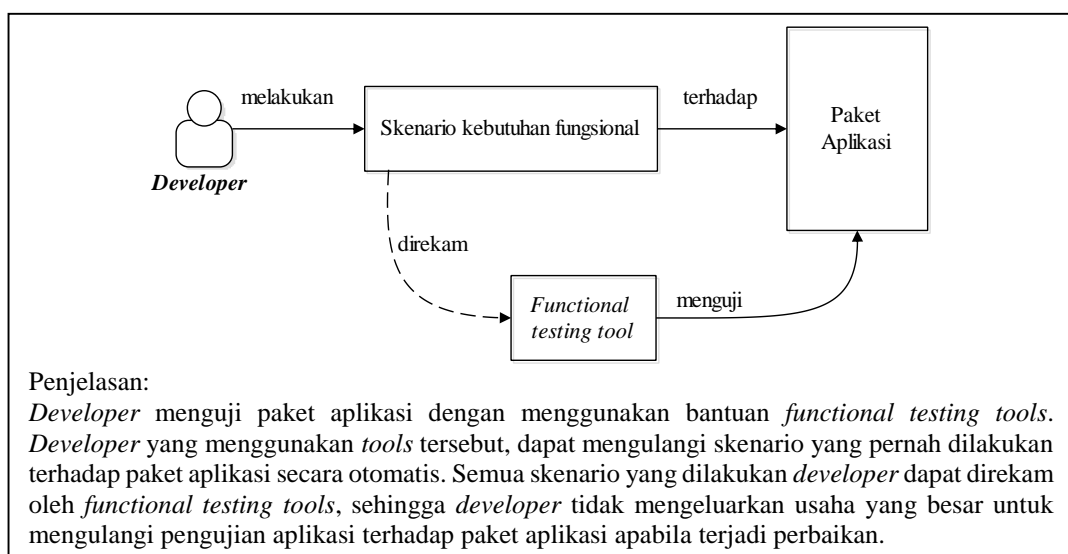 melakukan
Skenario kebutuhan fungsional
terhadap
Paket
Aplikasi
Developer
direkam
Functional
testing tool
menguji
Penjelasan:
Developer menguji paket aplikasi dengan menggunakan bantuan functional testing tools.
Developer yang menggunakan tools tersebut, dapat mengulangi skenario yang pernah dilakukan
terhadap paket aplikasi secara otomatis. Semua skenario yang dilakukan developer dapat direkam
oleh functional testing tools, sehingga developer tidak mengeluarkan usaha yang besar untuk
mengulangi pengujian aplikasi terhadap paket aplikasi apabila terjadi perbaikan.